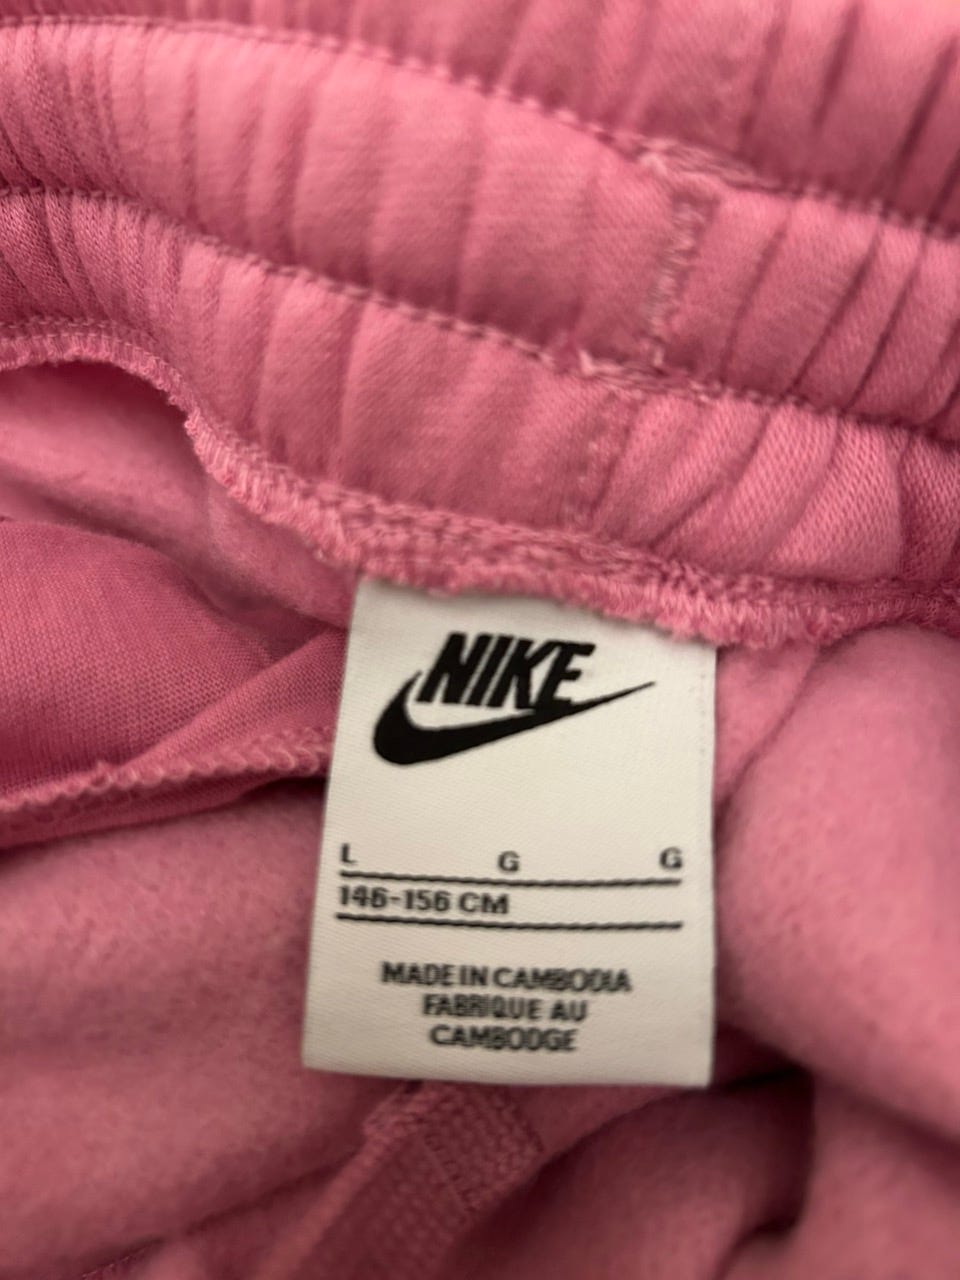 NIKE
L G G
146-156 CM
MADE IN CAMBODIA
FABRIQUE AU
CAMBODGE